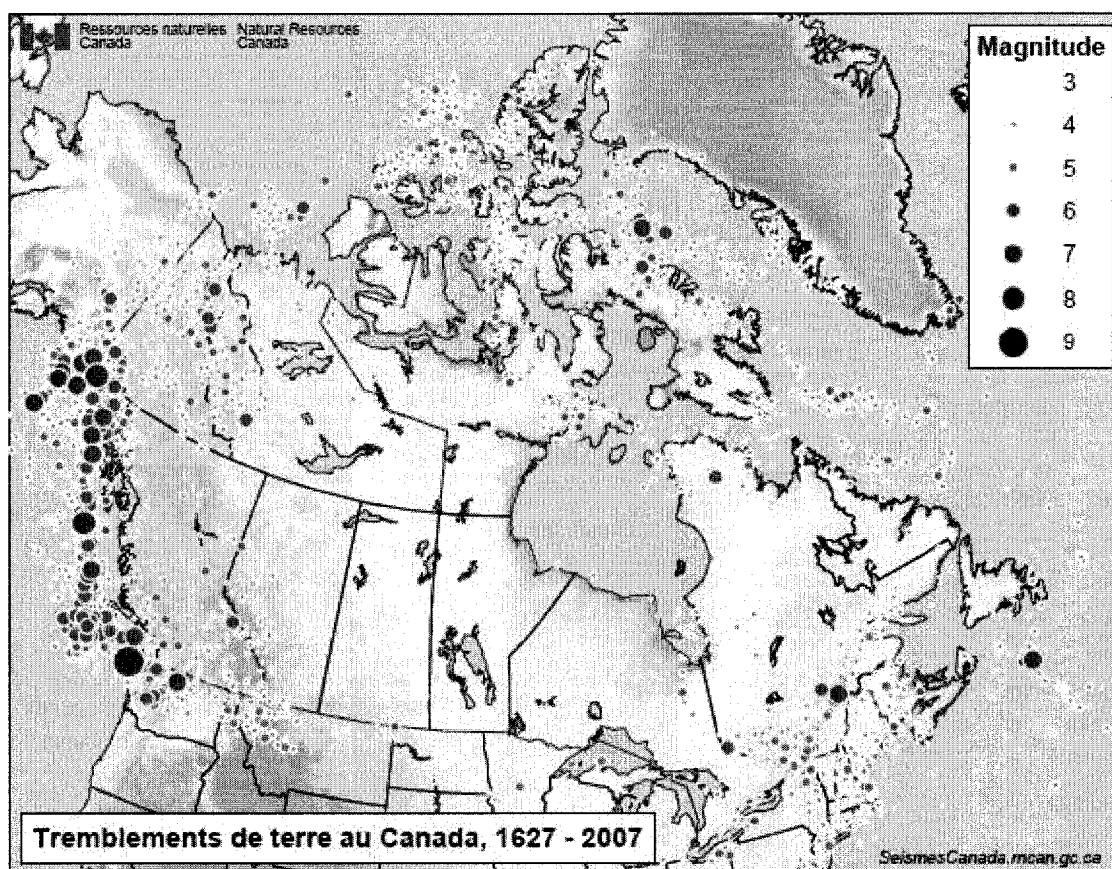 Ressources naturelles Natural Resources
Canada Canada
Magnitude
3
4
5
6
7
8
9
Tremblements de terre au Canada, 1627 - 2007
SeismesCanada.rncan.gc.ca